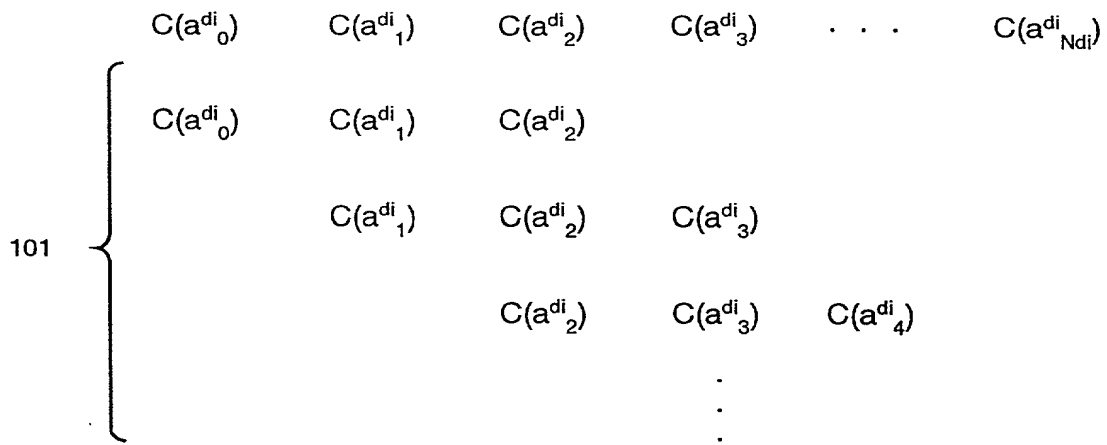 C(a^di_0) C(a^di_1) C(a^di_2) C(a^di_3) . . . C(a^di_Ndi)
C(a^di_0) C(a^di_1) C(a^di_2)
C(a^di_1) C(a^di_2) C(a^di_3)
101
C(a^di_2) C(a^di_3) C(a^di_4)
.
.
.